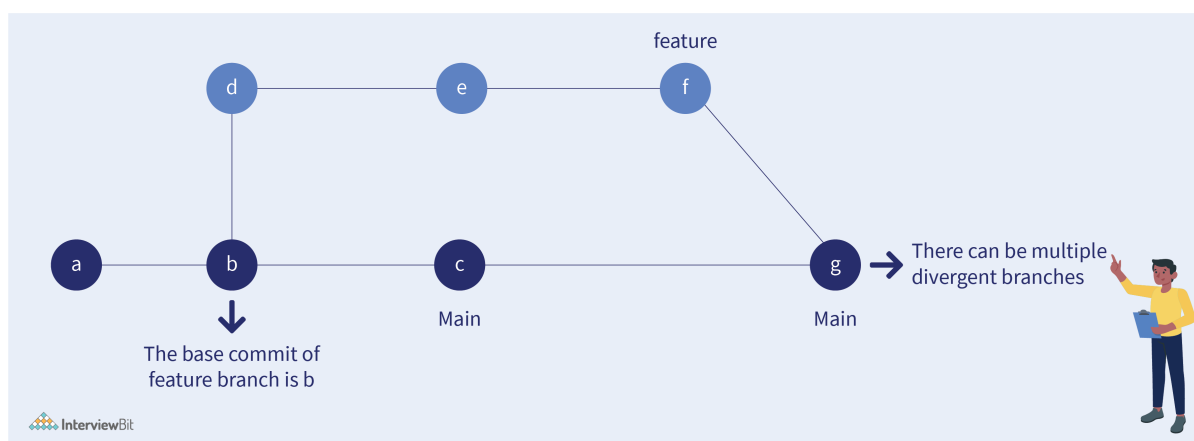 feature
d
e
f
a
b
c
g
There can be multiple
divergent branches
Main
Main
The base commit of
feature branch is b
InterviewBit